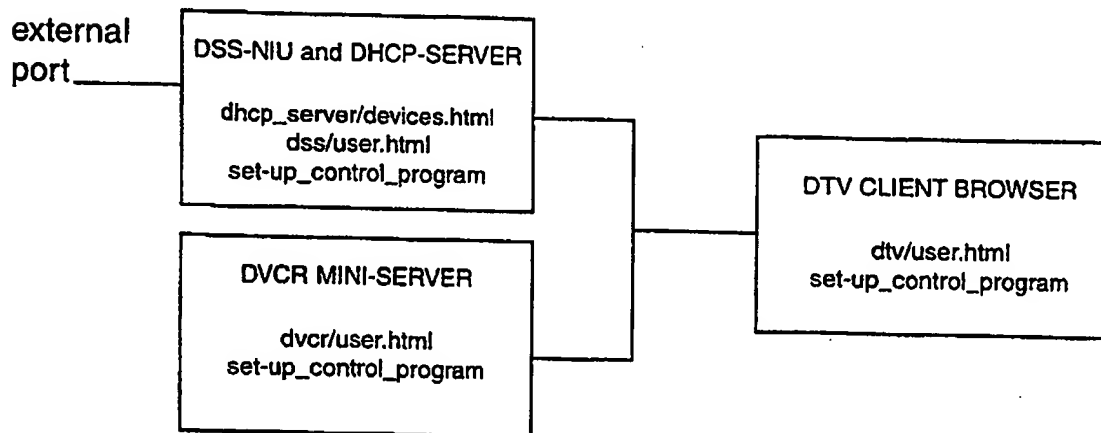 external
port
DSS-NIU and DHCP-SERVER
dhcp_server/devices.html
dss/user.html
set-up_control_program
DVCR MINI-SERVER
dvcr/user.html
set-up_control_program
DTV CLIENT BROWSER
dtv/user.html
set-up_control_program